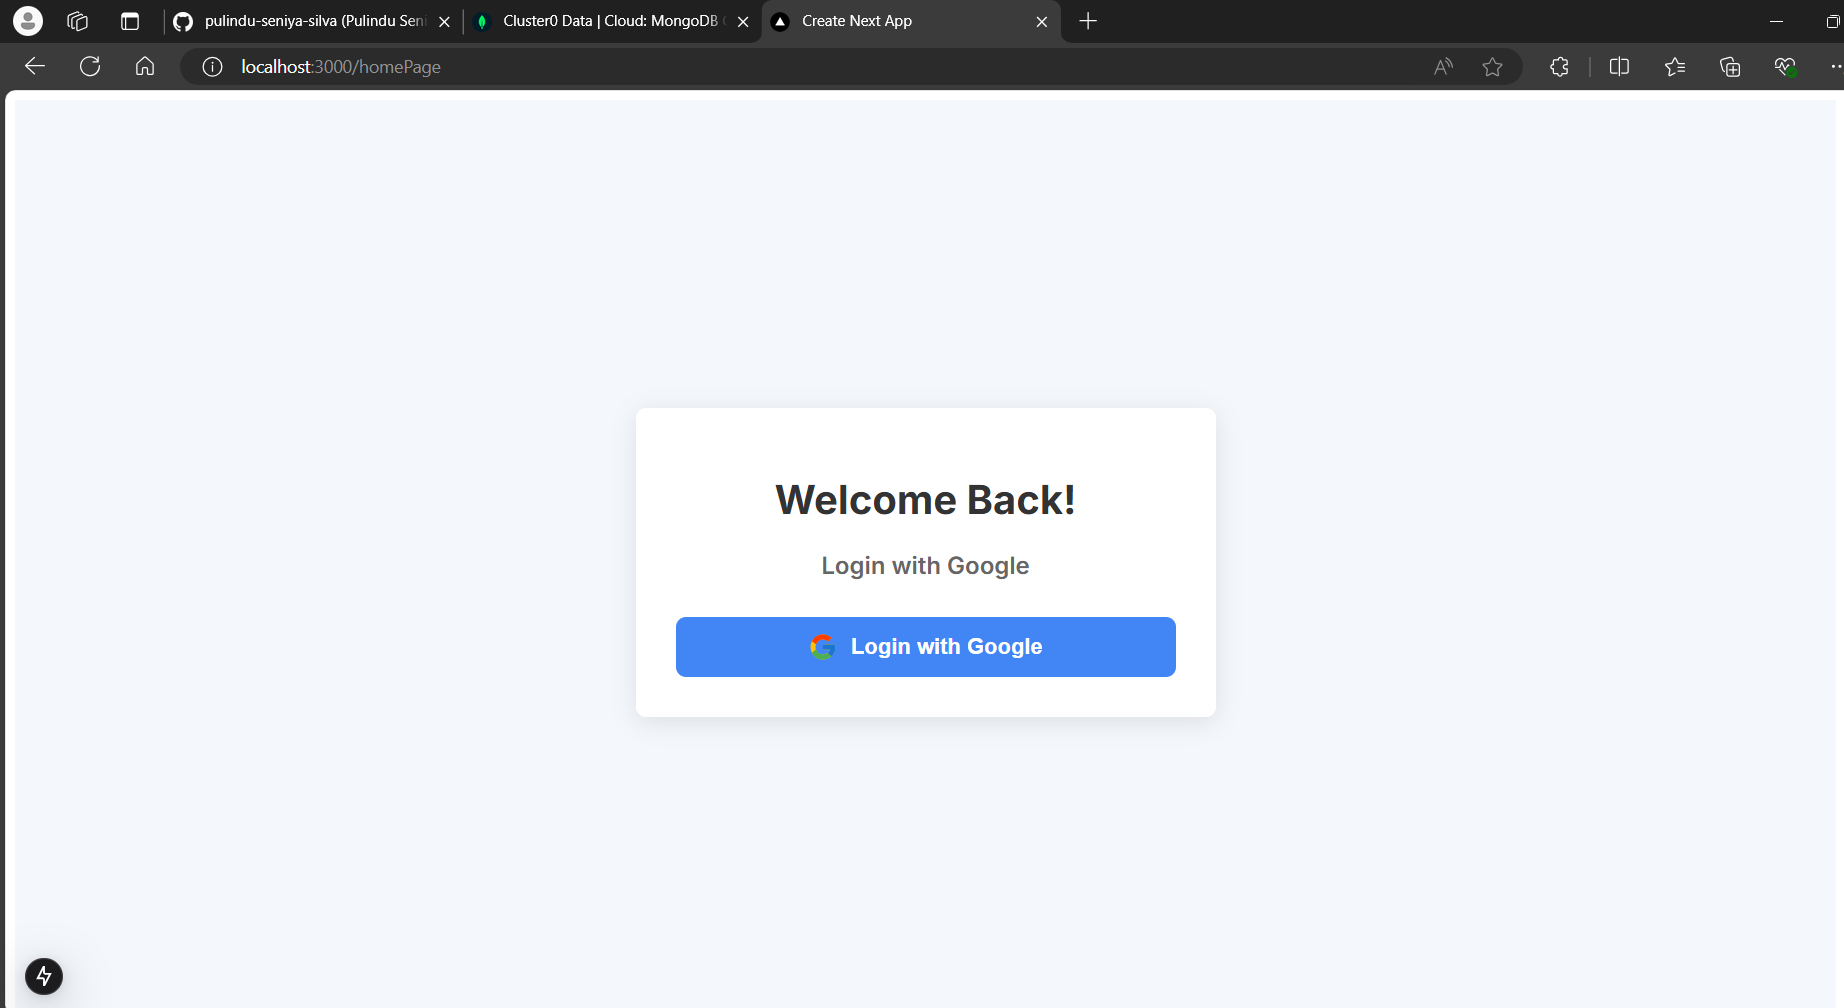 pulindu-seniya-silva (Pulindu Seni
Cluster0 Data | Cloud: MongoDB
Create Next App
localhost:3000/homePage
Welcome Back!
Login with Google
Login with Google